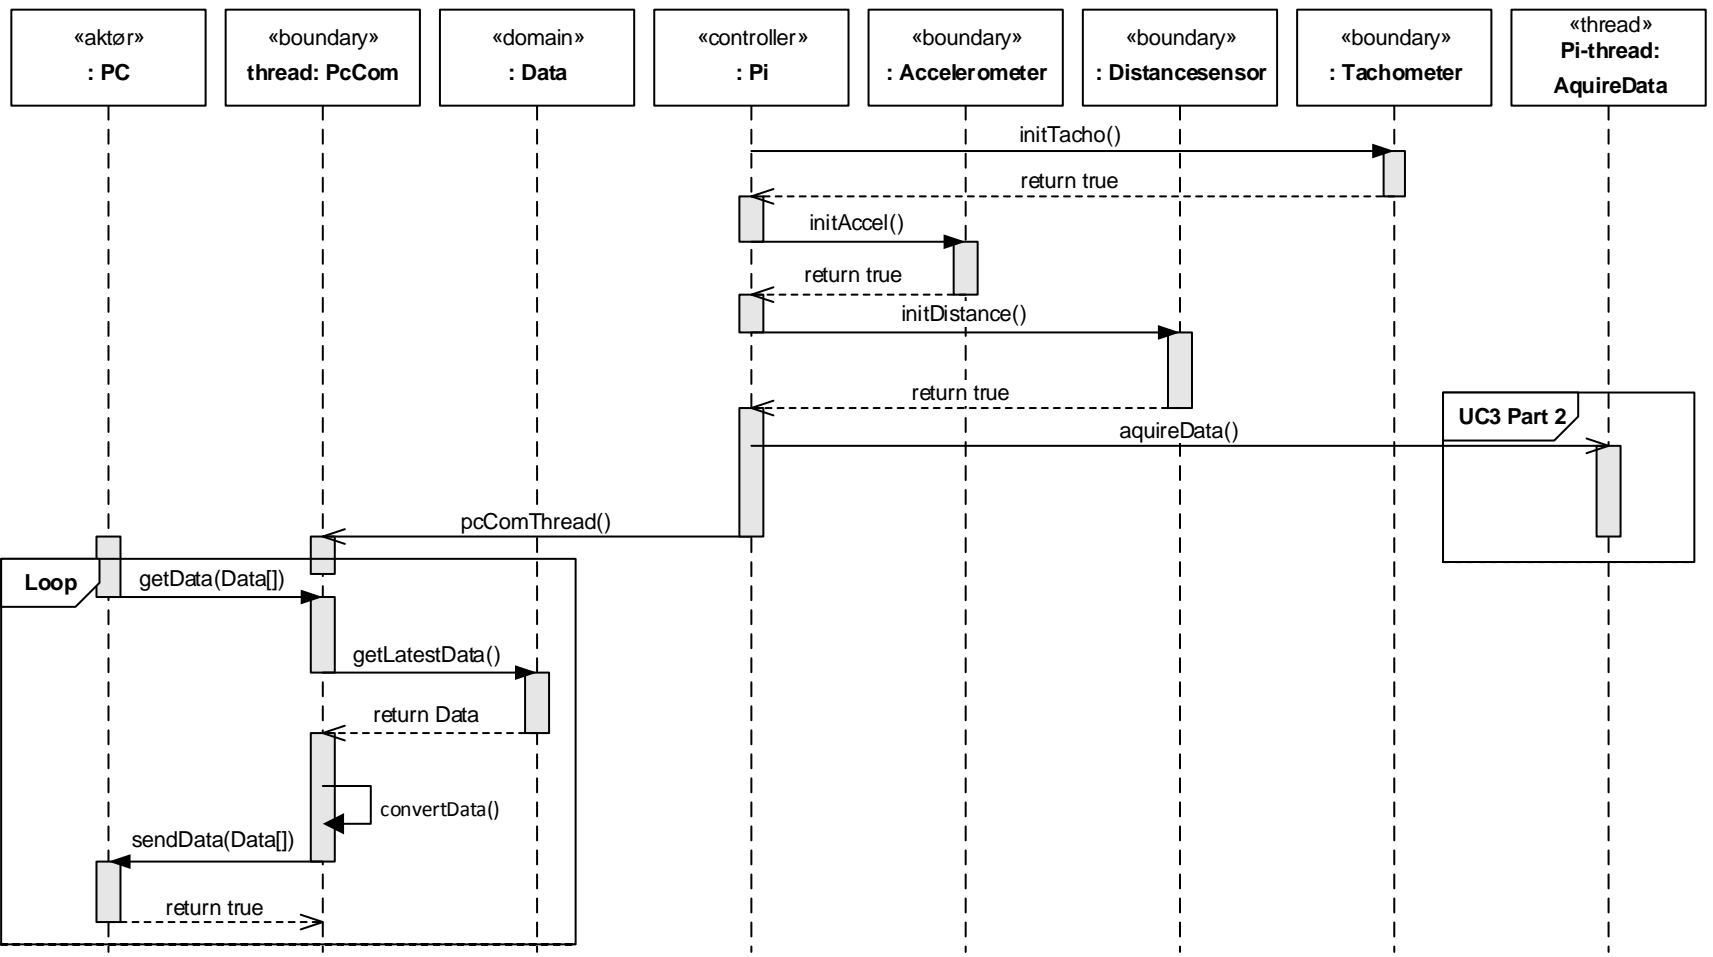 «aktør»
: PC
«boundary»
thread: PcCom
«domain»
: Data
«controller»
: Pi
«boundary»
: Accelerometer
«boundary»
: Distancesensor
«boundary»
: Tachometer
«thread»
Pi-thread:
AquireData
initTacho()
return true
initAccel()
return true
initDistance()
return true
UC3 Part 2
aquireData()
pcComThread()
Loop
getData(Data[])
getLatestData()
return Data
convertData()
sendData(Data[])
return true